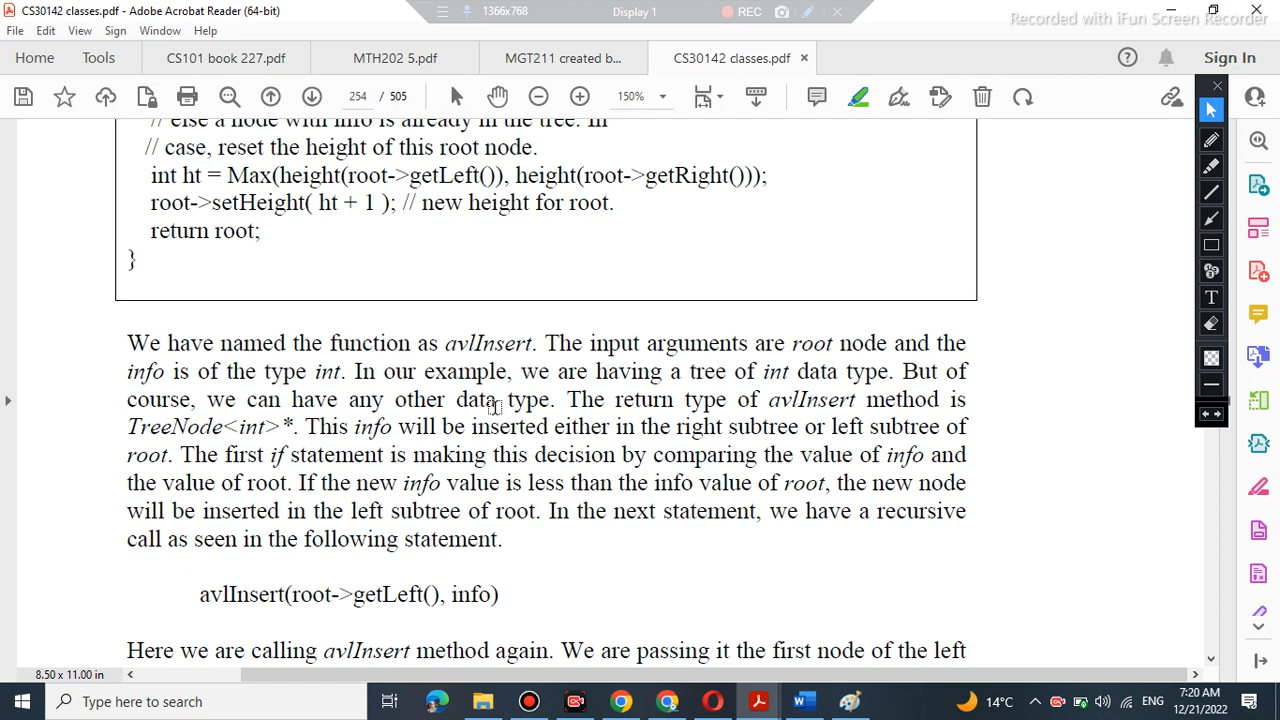 CS30142 classes.pdf - Adobe Acrobat Reader (64-bit)
1366x768
Display 1
REC
Recorded with iFun Screen Recorder
File Edit View Sign Window Help
Home Tools CS101 book 227.pdf MTH202 5.pdf MGT211 created b... CS30142 classes.pdf × Sign In
254 / 505 150%
// else a node with info is already in the tree. In
// case, reset the height of this root node.
int ht = Max(height(root->getLeft()), height(root->getRight()));
root->setHeight( ht + 1 ); // new height for root.
return root;
}
We have named the function as avlInsert. The input arguments are root node and the
info is of the type int. In our example, we are having a tree of int data type. But of
course, we can have any other data type. The return type of avlInsert method is
TreeNode<int>*. This info will be inserted either in the right subtree or left subtree of
root. The first if statement is making this decision by comparing the value of info and
the value of root. If the new info value is less than the info value of root, the new node
will be inserted in the left subtree of root. In the next statement, we have a recursive
call as seen in the following statement.
avlInsert(root->getLeft(), info)
Here we are calling avlInsert method again. We are passing it the first node of the left
8.50 x 11.00 in
Type here to search
14°C
ENG
7:20 AM
12/21/2022